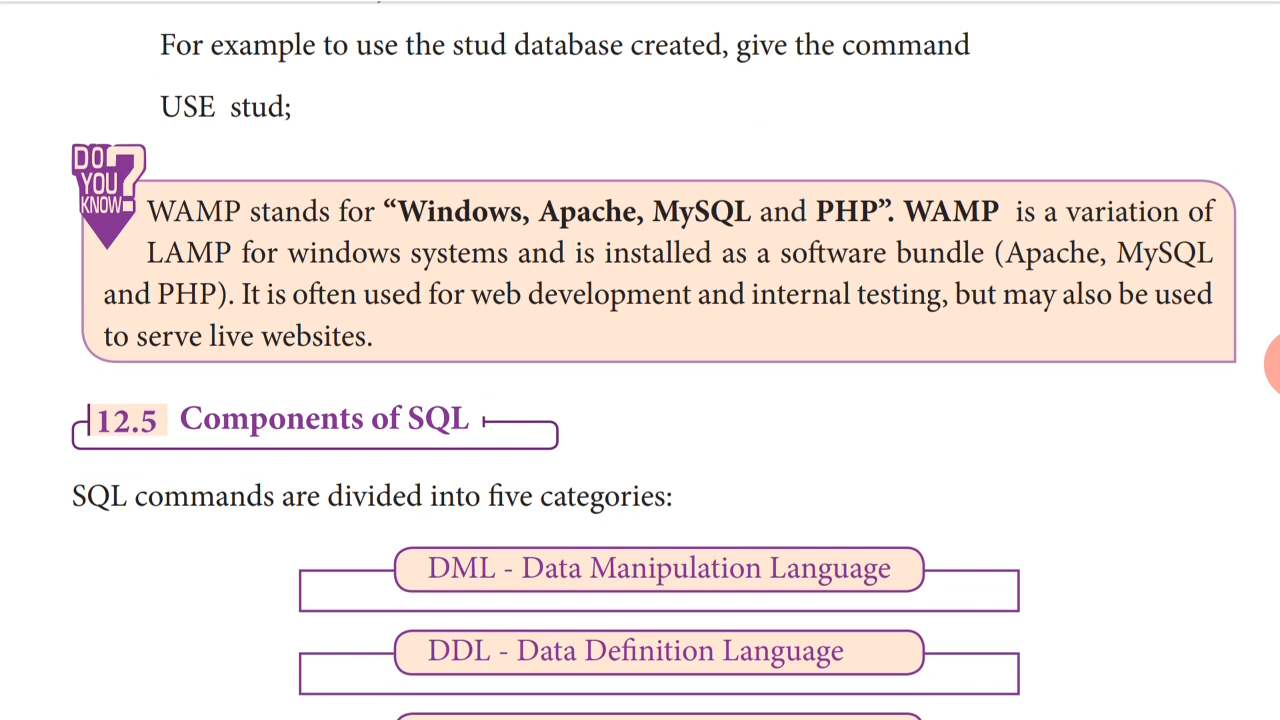 For example to use the stud database created, give the command
USE stud;
DO
YOU
KNOW?
WAMP stands for “Windows, Apache, MySQL and PHP”. WAMP is a variation of
LAMP for windows systems and is installed as a software bundle (Apache, MySQL
and PHP). It is often used for web development and internal testing, but may also be used
to serve live websites.
12.5 Components of SQL
SQL commands are divided into five categories:
DML - Data Manipulation Language
DDL - Data Definition Language